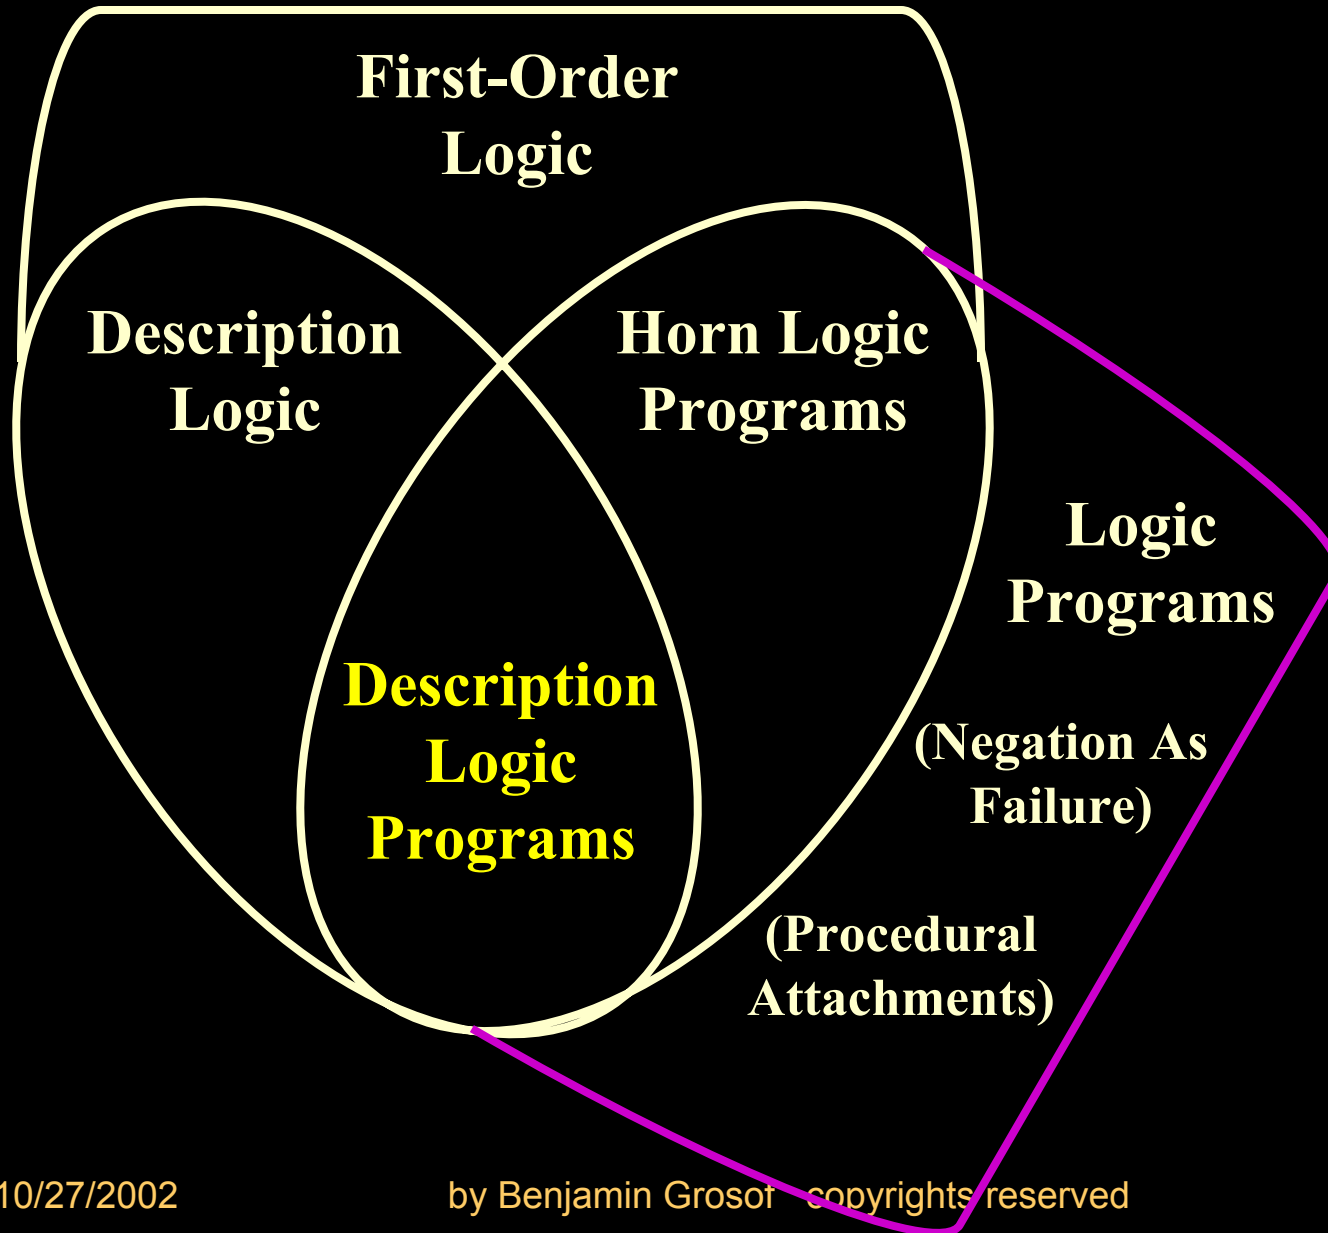 First-Order
Logic
Description
Logic
Horn Logic
Programs
Logic
Programs
Description
Logic
Programs
(Negation As
Failure)
(Procedural
Attachments)
10/27/2002
by Benjamin Grosof copyrights reserved